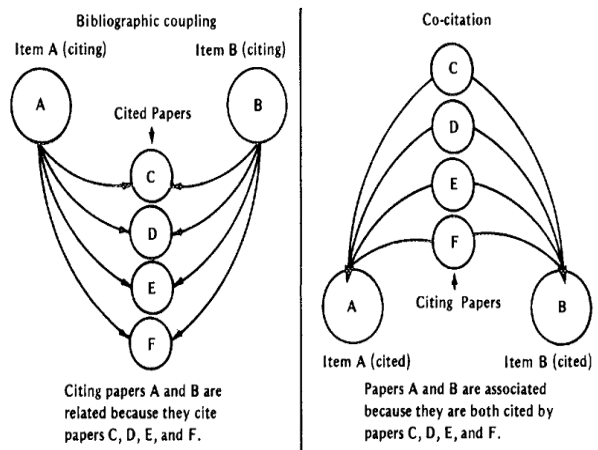 Bibliographic coupling
Item A (citing)
Item B (citing)
A
B
Cited Papers
C
D
E
F
Citing papers A and B are
related because they cite
papers C, D, E, and F.
Co-citation
C
D
E
F
A
Citing Papers
B
Item A (cited)
Item B (cited)
Papers A and B are associated
because they are both cited by
papers C, D, E, and F.